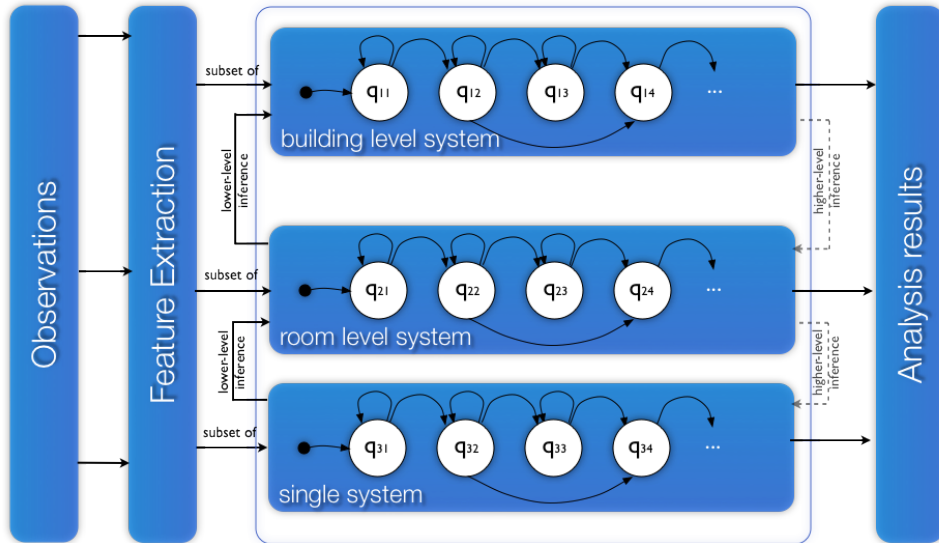 Observations
Feature Extraction
subset of
q11
q12
q13
q14
...
building level system
lower-level
inference
higher-level
inference
subset of
q21
q22
q23
q24
...
room level system
lower-level
inference
higher-level
inference
subset of
q31
q32
q33
q34
...
single system
Analysis results